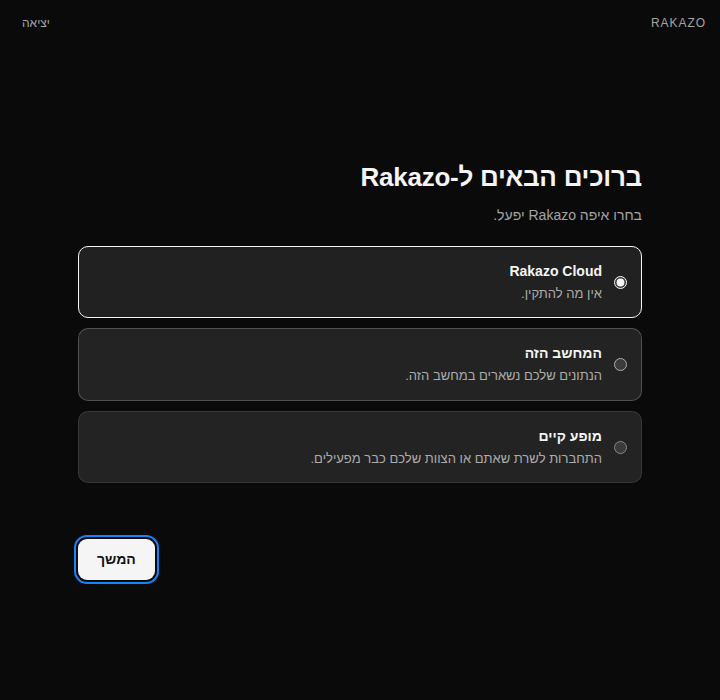 RAKAZO
יציאה
ברוכים הבאים ל-Rakazo
בחרו איפה Rakazo יפעל.
Rakazo Cloud
אין מה להתקין.
המחשב הזה
הנתונים שלכם נשארים במחשב הזה.
מופע קיים
התחברות לשרת שאתם או הצוות שלכם כבר מפעילים.
המשך